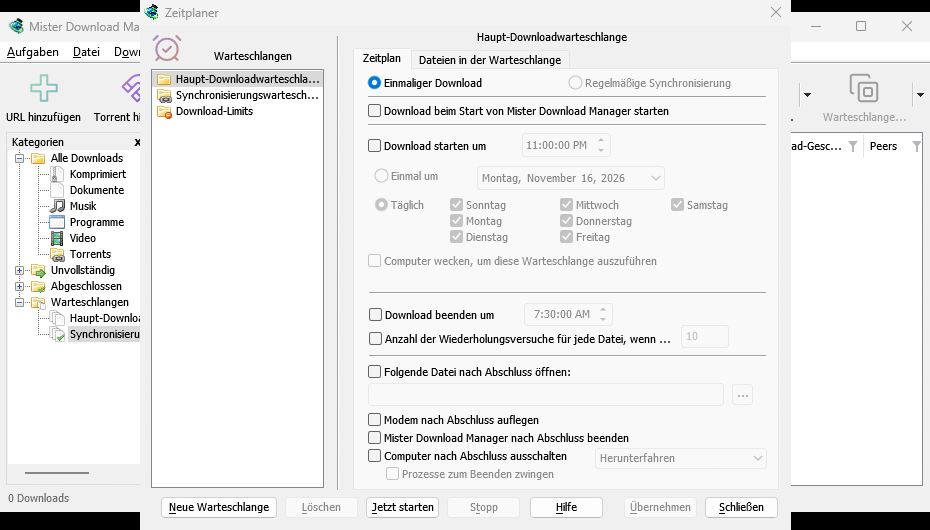 Mister Download Ma
Zeitplaner
Aufgaben Datei Down
URL hinzufügen
Torrent hi
Warteschlange...
Kategorien
Alle Downloads
Komprimiert
Dokumente
Musik
Programme
Video
Torrents
Unvollständig
Abgeschlossen
Warteschlangen
Haupt-Downloa
Synchronisieru
0 Downloads
Warteschlangen
Haupt-Downloadwarteschla...
Synchronisierungswartesch...
Download-Limits
Haupt-Downloadwarteschlange
Zeitplan
Dateien in der Warteschlange
Einmaliger Download
Regelmäßige Synchronisierung
Download beim Start von Mister Download Manager starten
Download starten um
11:00:00 PM
Einmal um
Montag, November 16, 2026
Täglich
Sonntag
Mittwoch
Samstag
Montag
Donnerstag
Dienstag
Freitag
Computer wecken, um diese Warteschlange auszuführen
Download beenden um
7:30:00 AM
Anzahl der Wiederholungsversuche für jede Datei, wenn ...
10
Folgende Datei nach Abschluss öffnen:
...
Modem nach Abschluss auflegen
Mister Download Manager nach Abschluss beenden
Computer nach Abschluss ausschalten
Herunterfahren
Prozesse zum Beenden zwingen
Neue Warteschlange
Löschen
Jetzt starten
Stopp
Hilfe
Übernehmen
Schließen
ad-Gesc...
Peers